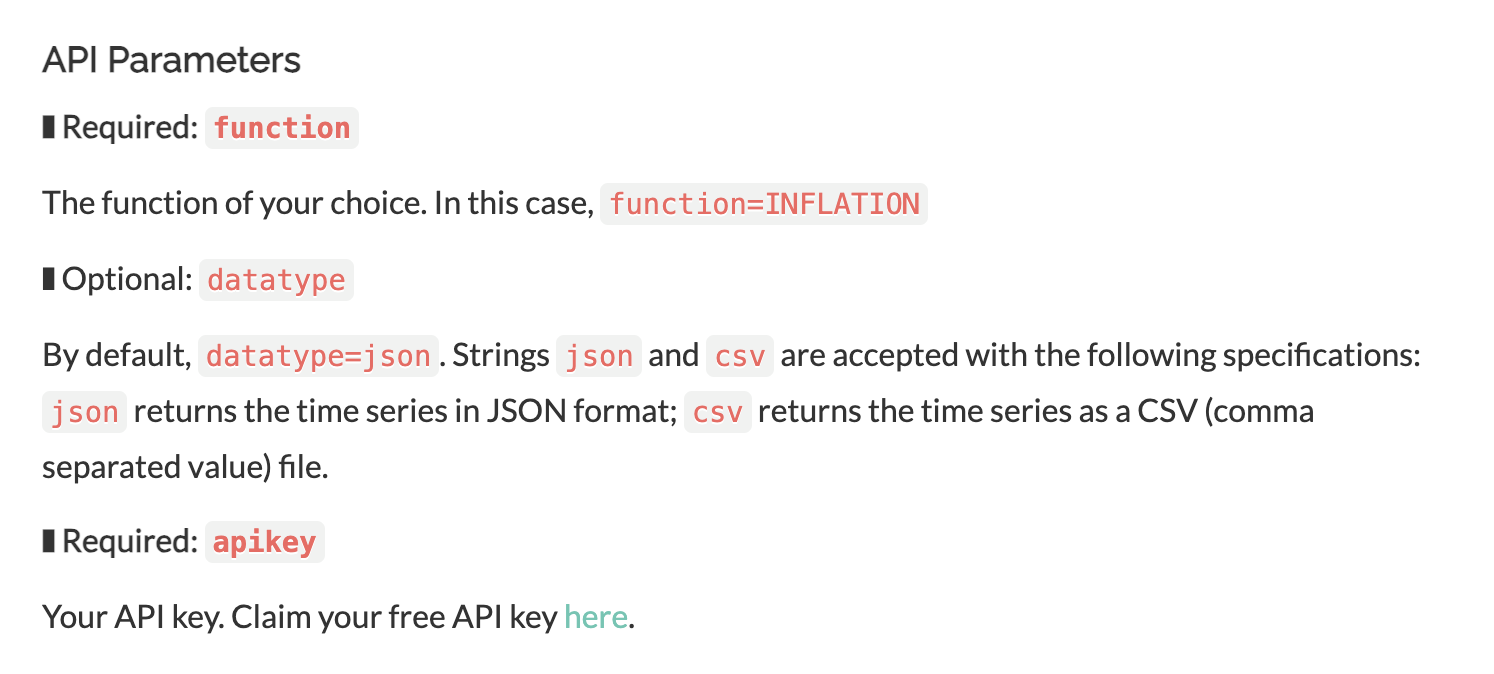 API Parameters
▮ Required: function
The function of your choice. In this case, function=INFLATION
▮ Optional: datatype
By default, datatype=json. Strings json and csv are accepted with the following specifications:
json returns the time series in JSON format; csv returns the time series as a CSV (comma
separated value) file.
▮ Required: apikey
Your API key. Claim your free API key here.